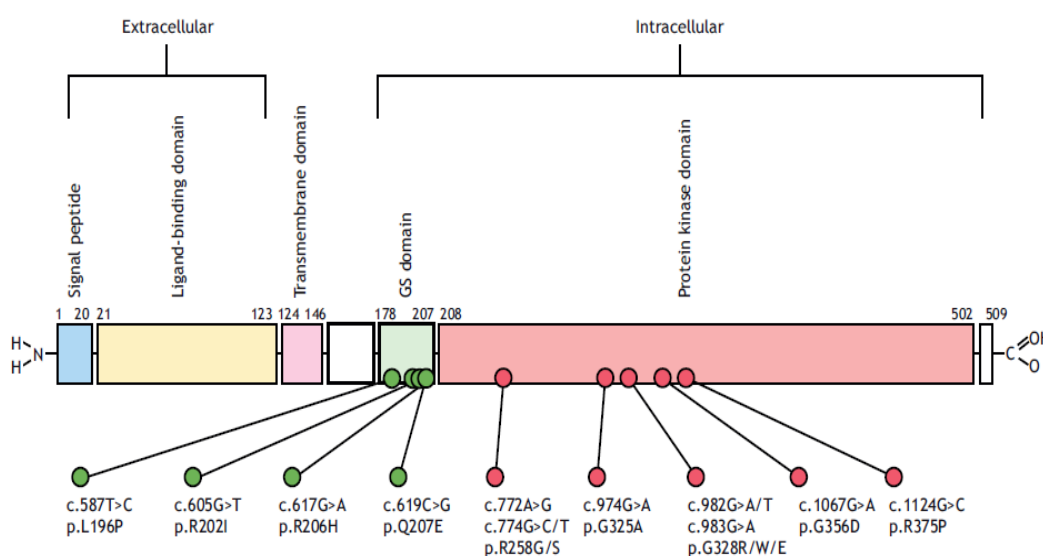 Extracellular
Intracellular
Signal peptide
Ligand-binding domain
Transmembrane domain
GS domain
Protein kinase domain
1 20 21 123 124 146 178 207 208 502 509
H
H
N
C
OH
O
c.587T>C
p.L196P
c.605G>T
p.R202I
c.617G>A
p.R206H
c.619C>G
p.Q207E
c.772A>G
c.774G>C/T
p.R258G/S
c.974G>A
p.G325A
c.982G>A/T
c.983G>A
p.G328R/W/E
c.1067G>A
p.G356D
c.1124G>C
p.R375P